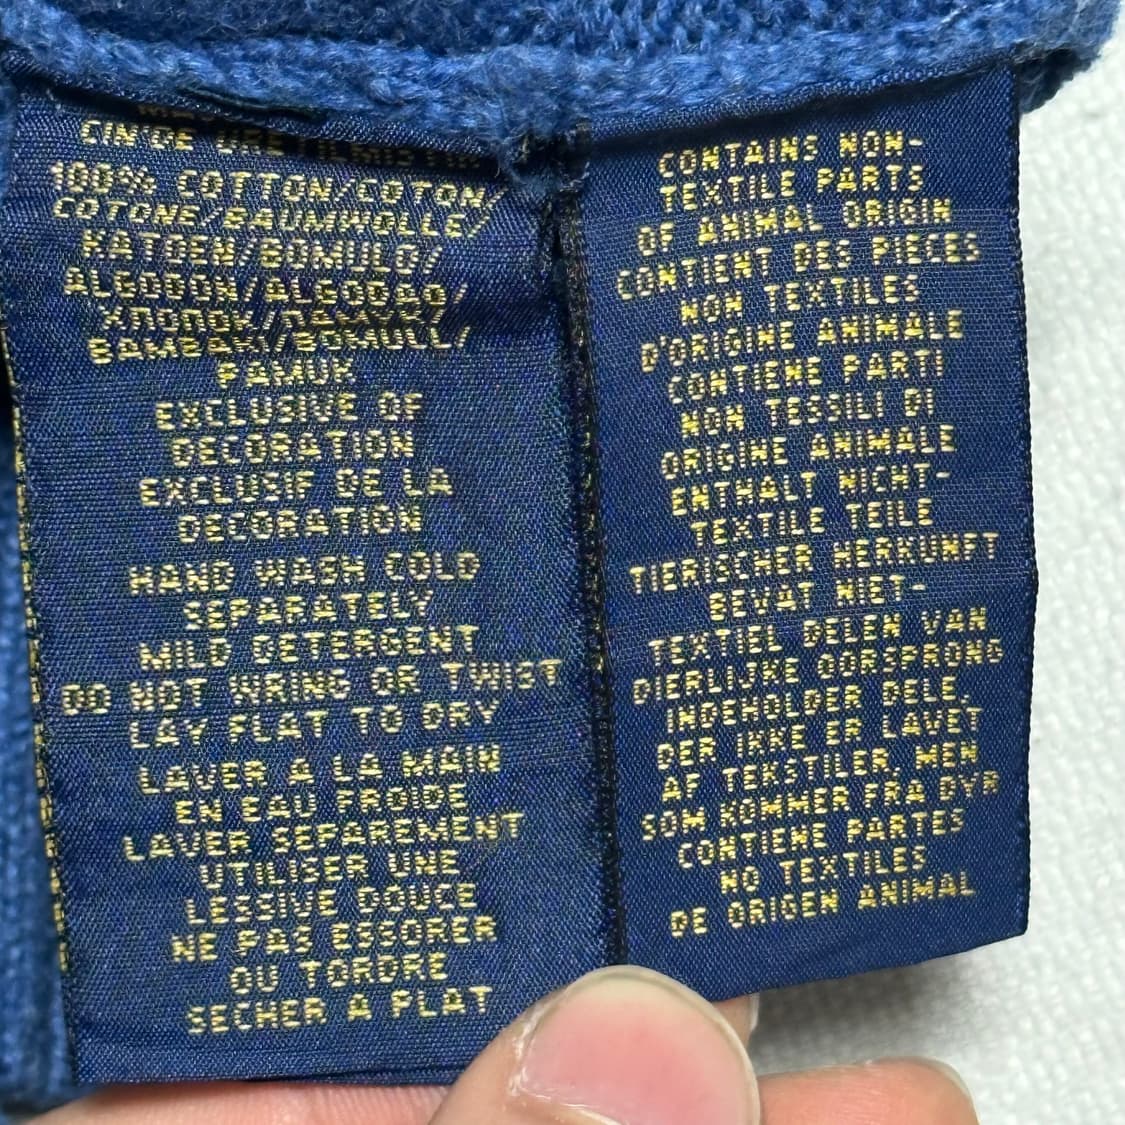 100% COTTON/COTON/
COTONE/BAUMWOLLE/
KATOEN/BOMULD/
ALGODON/ALGODAO/
BAMBAKI/BOMULL/
PAMUK
EXCLUSIVE OF
DECORATION
EXCLUSIF DE LA
DECORATION
HAND WASH COLD
SEPARATELY
MILD DETERGENT
DO NOT WRING OR TWIST
LAY FLAT TO DRY
LAVER A LA MAIN
EN EAU FROIDE
LAVER SEPAREMENT
UTILISER UNE
LESSIVE DOUCE
NE PAS ESSORER
OU TORDRE
SECHER A PLAT
CONTAINS NON-
TEXTILE PARTS
OF ANIMAL ORIGIN
CONTIENT DES PIECES
NON TEXTILES
D'ORIGINE ANIMALE
CONTIENE PARTI
NON TESSILI DI
ORIGINE ANIMALE
ENTHALT NICHT-
TEXTILE TEILE
TIERISCHER HERKUNFT
BEVAT NIET-
TEXTIEL DELEN VAN
DIERLIJKE OORSPRONG
INDEHOLDER DELE,
DER IKKE ER LAVET
AF TEKSTILER, MEN
SOM KOMMER FRA DYR
CONTIENE PARTES
NO TEXTILES
DE ORIGEN ANIMAL